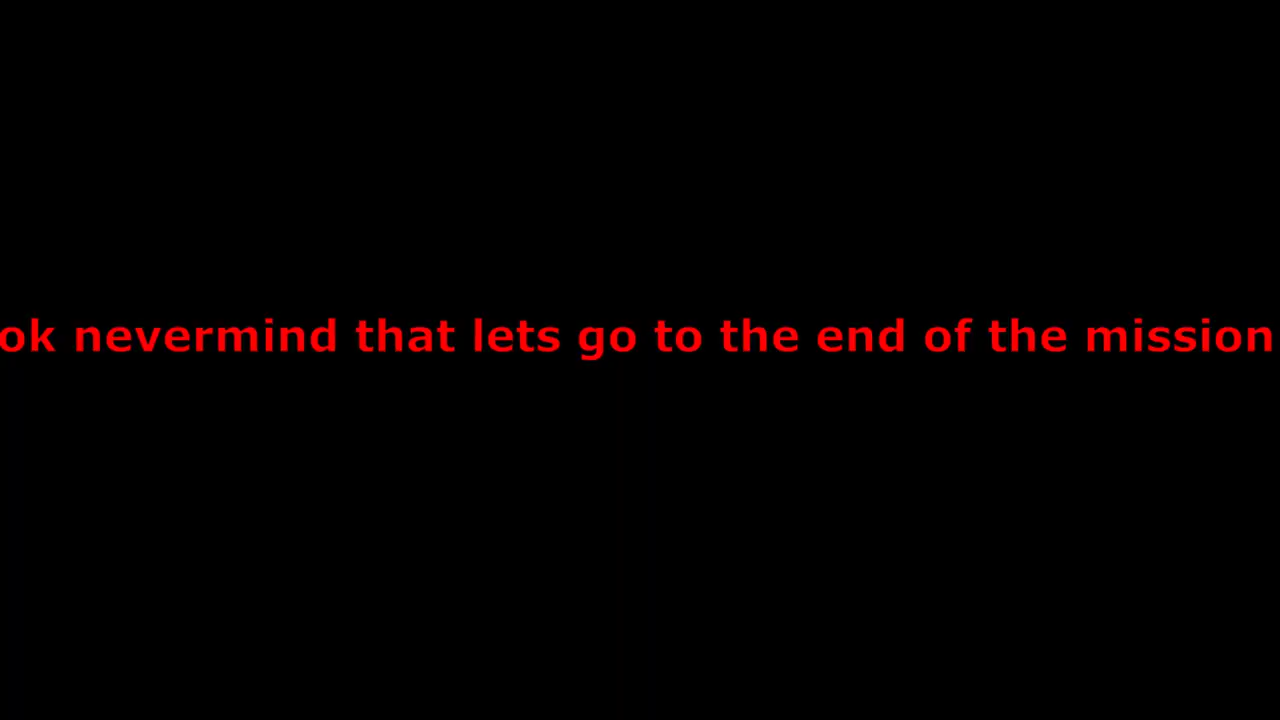 ok nevermind that lets go to the end of the mission